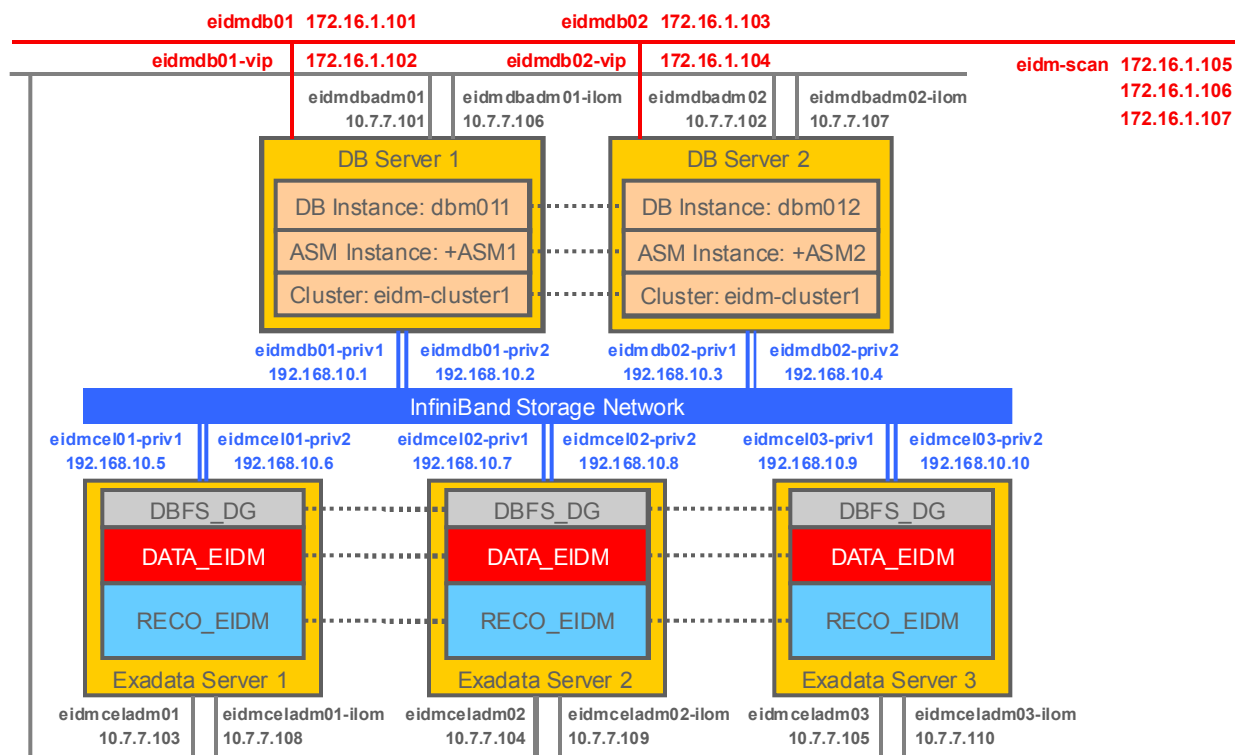 eidmdb01 172.16.1.101
eidmdb02 172.16.1.103
eidmdb01-vip 172.16.1.102
eidmdb02-vip 172.16.1.104
eidm-scan 172.16.1.105
172.16.1.106
172.16.1.107
eidmdbadm01
10.7.7.101
eidmdbadm01-ilom
10.7.7.106
eidmdbadm02
10.7.7.102
eidmdbadm02-ilom
10.7.7.107
DB Server 1
DB Instance: dbm011
ASM Instance: +ASM1
Cluster: eidm-cluster1
DB Server 2
DB Instance: dbm012
ASM Instance: +ASM2
Cluster: eidm-cluster1
eidmdb01-priv1
192.168.10.1
eidmdb01-priv2
192.168.10.2
eidmdb02-priv1
192.168.10.3
eidmdb02-priv2
192.168.10.4
InfiniBand Storage Network
eidmcel01-priv1
192.168.10.5
eidmcel01-priv2
192.168.10.6
eidmcel02-priv1
192.168.10.7
eidmcel02-priv2
192.168.10.8
eidmcel03-priv1
192.168.10.9
eidmcel03-priv2
192.168.10.10
DBFS_DG
DATA_EIDM
RECO_EIDM
Exadata Server 1
DBFS_DG
DATA_EIDM
RECO_EIDM
Exadata Server 2
DBFS_DG
DATA_EIDM
RECO_EIDM
Exadata Server 3
eidmceladm01
10.7.7.103
eidmceladm01-ilom
10.7.7.108
eidmceladm02
10.7.7.104
eidmceladm02-ilom
10.7.7.109
eidmceladm03
10.7.7.105
eidmceladm03-ilom
10.7.7.110